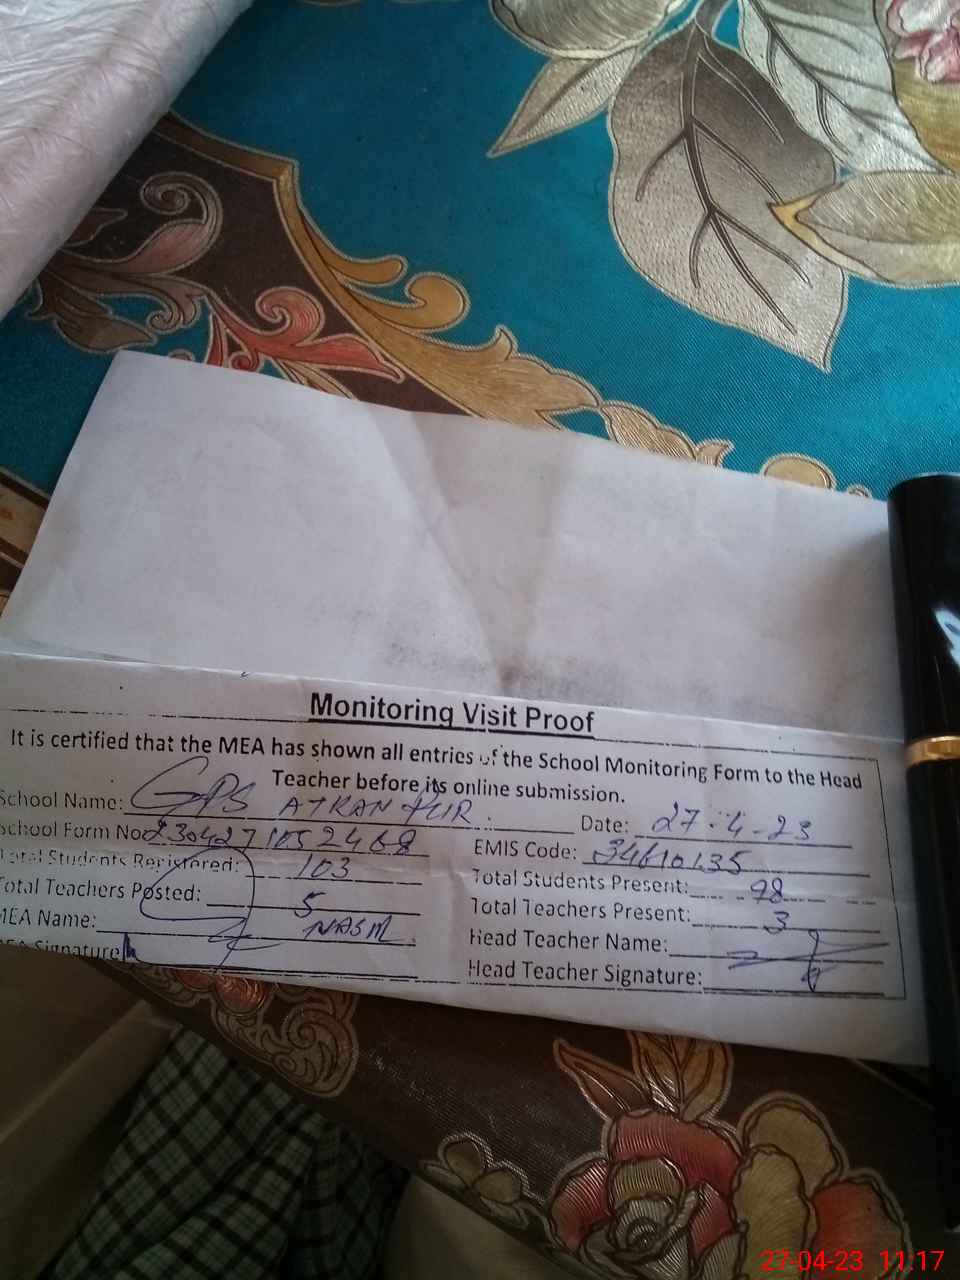 Monitoring Visit Proof
It is certified that the MEA has shown all entries of the School Monitoring Form to the Head
Teacher before its online submission.
School Name: GPS ATRAN PUR Date: 27-4-23
School Form No: 2304271052468 EMIS Code: 34610135
Total Students Registered: 103 Total Students Present: 98
Total Teachers Posted: 5 Total Teachers Present: 3
MEA Name: Head Teacher Name:
MEA Signature Head Teacher Signature:
27-04-23 11:17